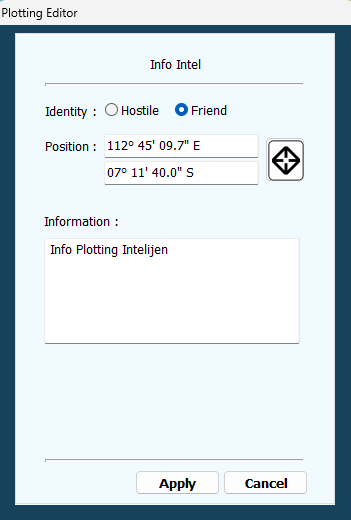 Plotting Editor
Info Intel
Identity : Hostile Friend
Position : 112° 45' 09.7" E
07° 11' 40.0" S
Information :
Info Plotting Intelijen
Apply Cancel